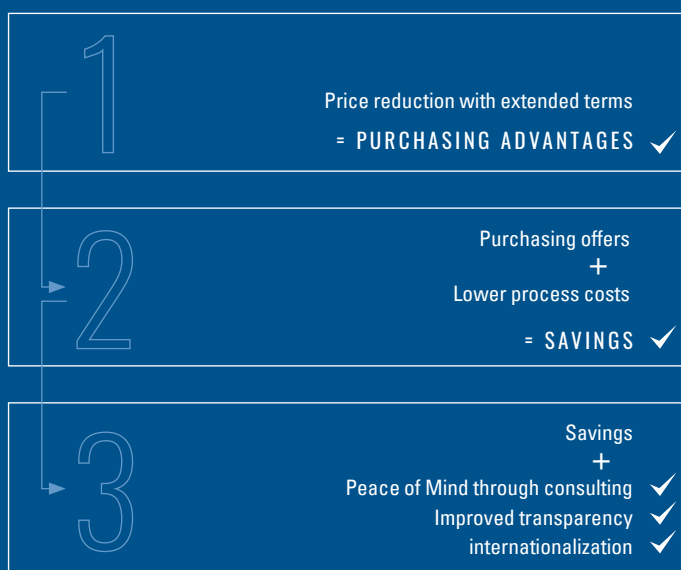 1
Price reduction with extended terms
= PURCHASING ADVANTAGES
2
Purchasing offers
+
Lower process costs
= SAVINGS
3
Savings
+
Peace of Mind through consulting
Improved transparency
internationalization